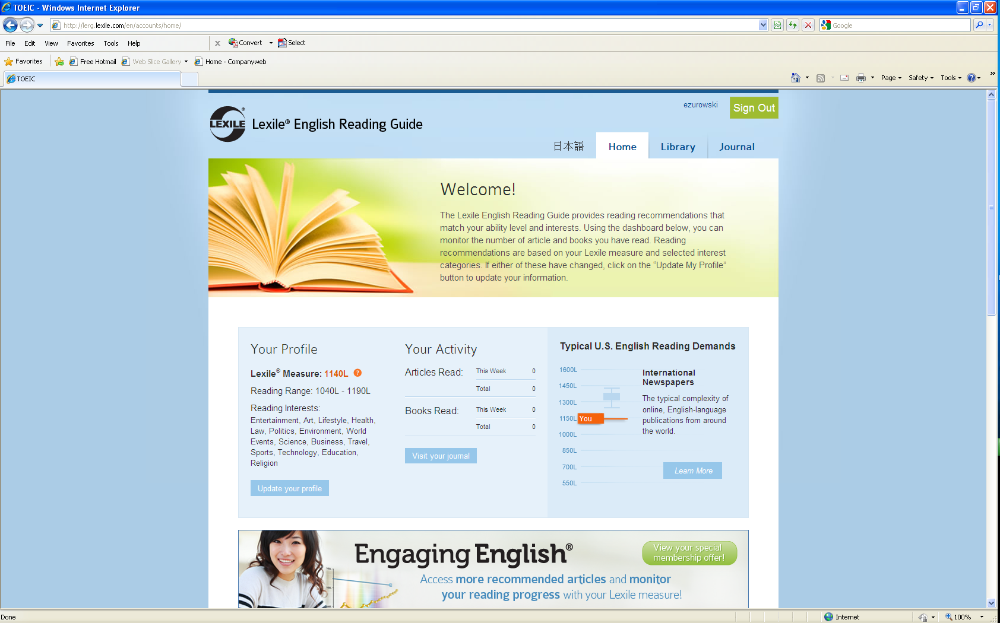 TOEIC - Windows Internet Explorer
http://lerg.lexile.com/en/accounts/home/
Google
File Edit View Favorites Tools Help
x Convert Select
Favorites Free Hotmail Web Slice Gallery Home - Companyweb
TOEIC
Page Safety Tools
ezurowski
Sign Out
LEXILE®
Lexile® English Reading Guide
日本語 Home Library Journal
Welcome!
The Lexile English Reading Guide provides reading recommendations that
match your ability level and interests. Using the dashboard below, you can
monitor the number of article and books you have read. Reading
recommendations are based on your Lexile measure and selected interest
categories. If either of these have changed, click on the “Update My Profile”
button to update your information.
Your Profile
Lexile® Measure: 1140L ?
Reading Range: 1040L - 1190L
Reading Interests:
Entertainment, Art, Lifestyle, Health,
Law, Politics, Environment, World
Events, Science, Business, Travel,
Sports, Technology, Education,
Religion
Update your profile
Your Activity
Articles Read: This Week 0
Total 0
Books Read: This Week 0
Total 0
Visit your journal
Typical U.S. English Reading Demands
1600L
1450L
1300L
1150L You
1000L
850L
700L
550L
International
Newspapers
The typical complexity of
online, English-language
publications from around
the world.
Learn More
Engaging English®
View your special
membership offer!
Access more recommended articles and monitor
your reading progress with your Lexile measure!
Done
Internet
100%